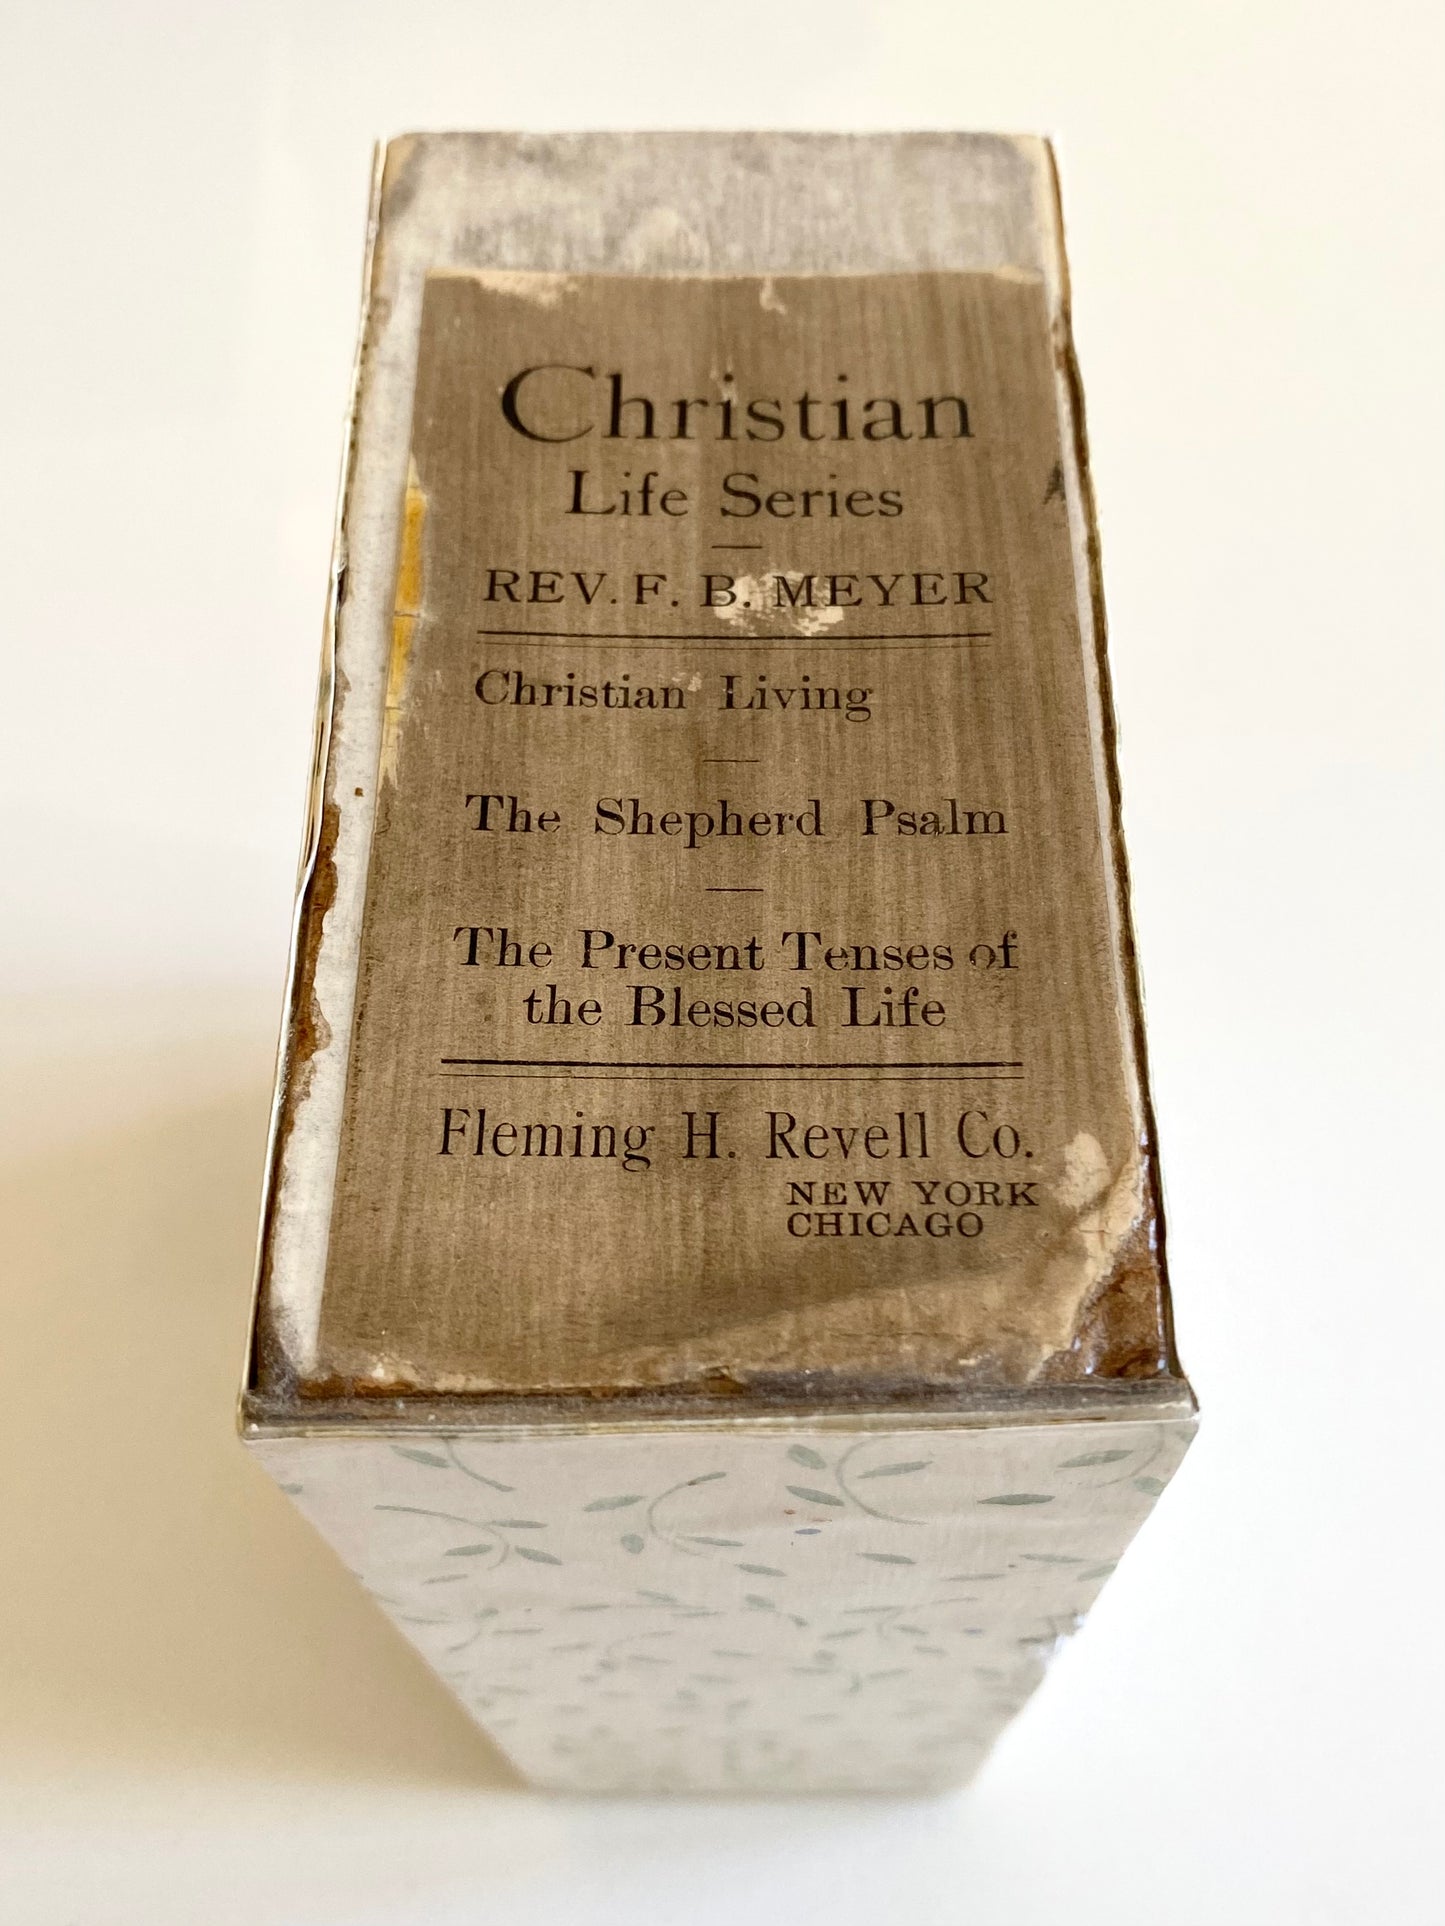 Christian
Life Series
REV. F. B. MEYER
Christian Living
The Shepherd Psalm
The Present Tenses of
the Blessed Life
Fleming H. Revell Co.
NEW YORK
CHICAGO